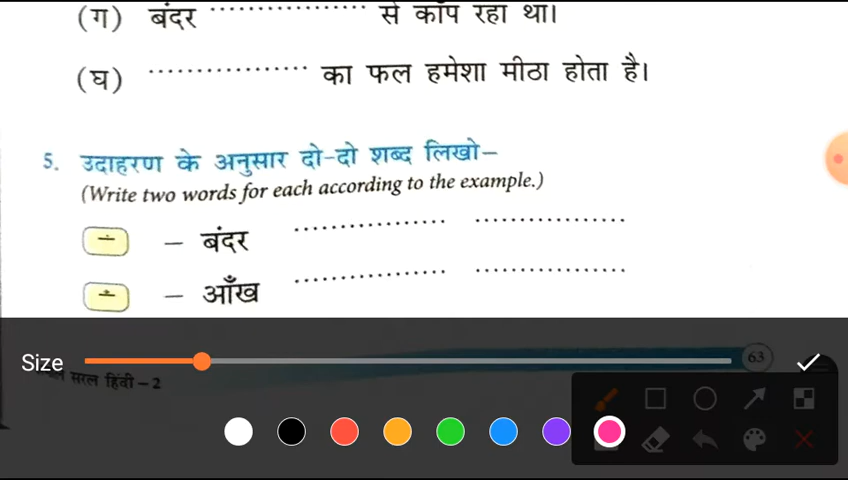 (ग) बंदर .................. से काँप रहा था।
(घ) .................. का फल हमेशा मीठा होता है।
5. उदाहरण के अनुसार दो-दो शब्द लिखो–
(Write two words for each according to the example.)
ं – बंदर .................. ..................
ँ – आँख .................. ..................
Size
63
सरल हिंदी – 2